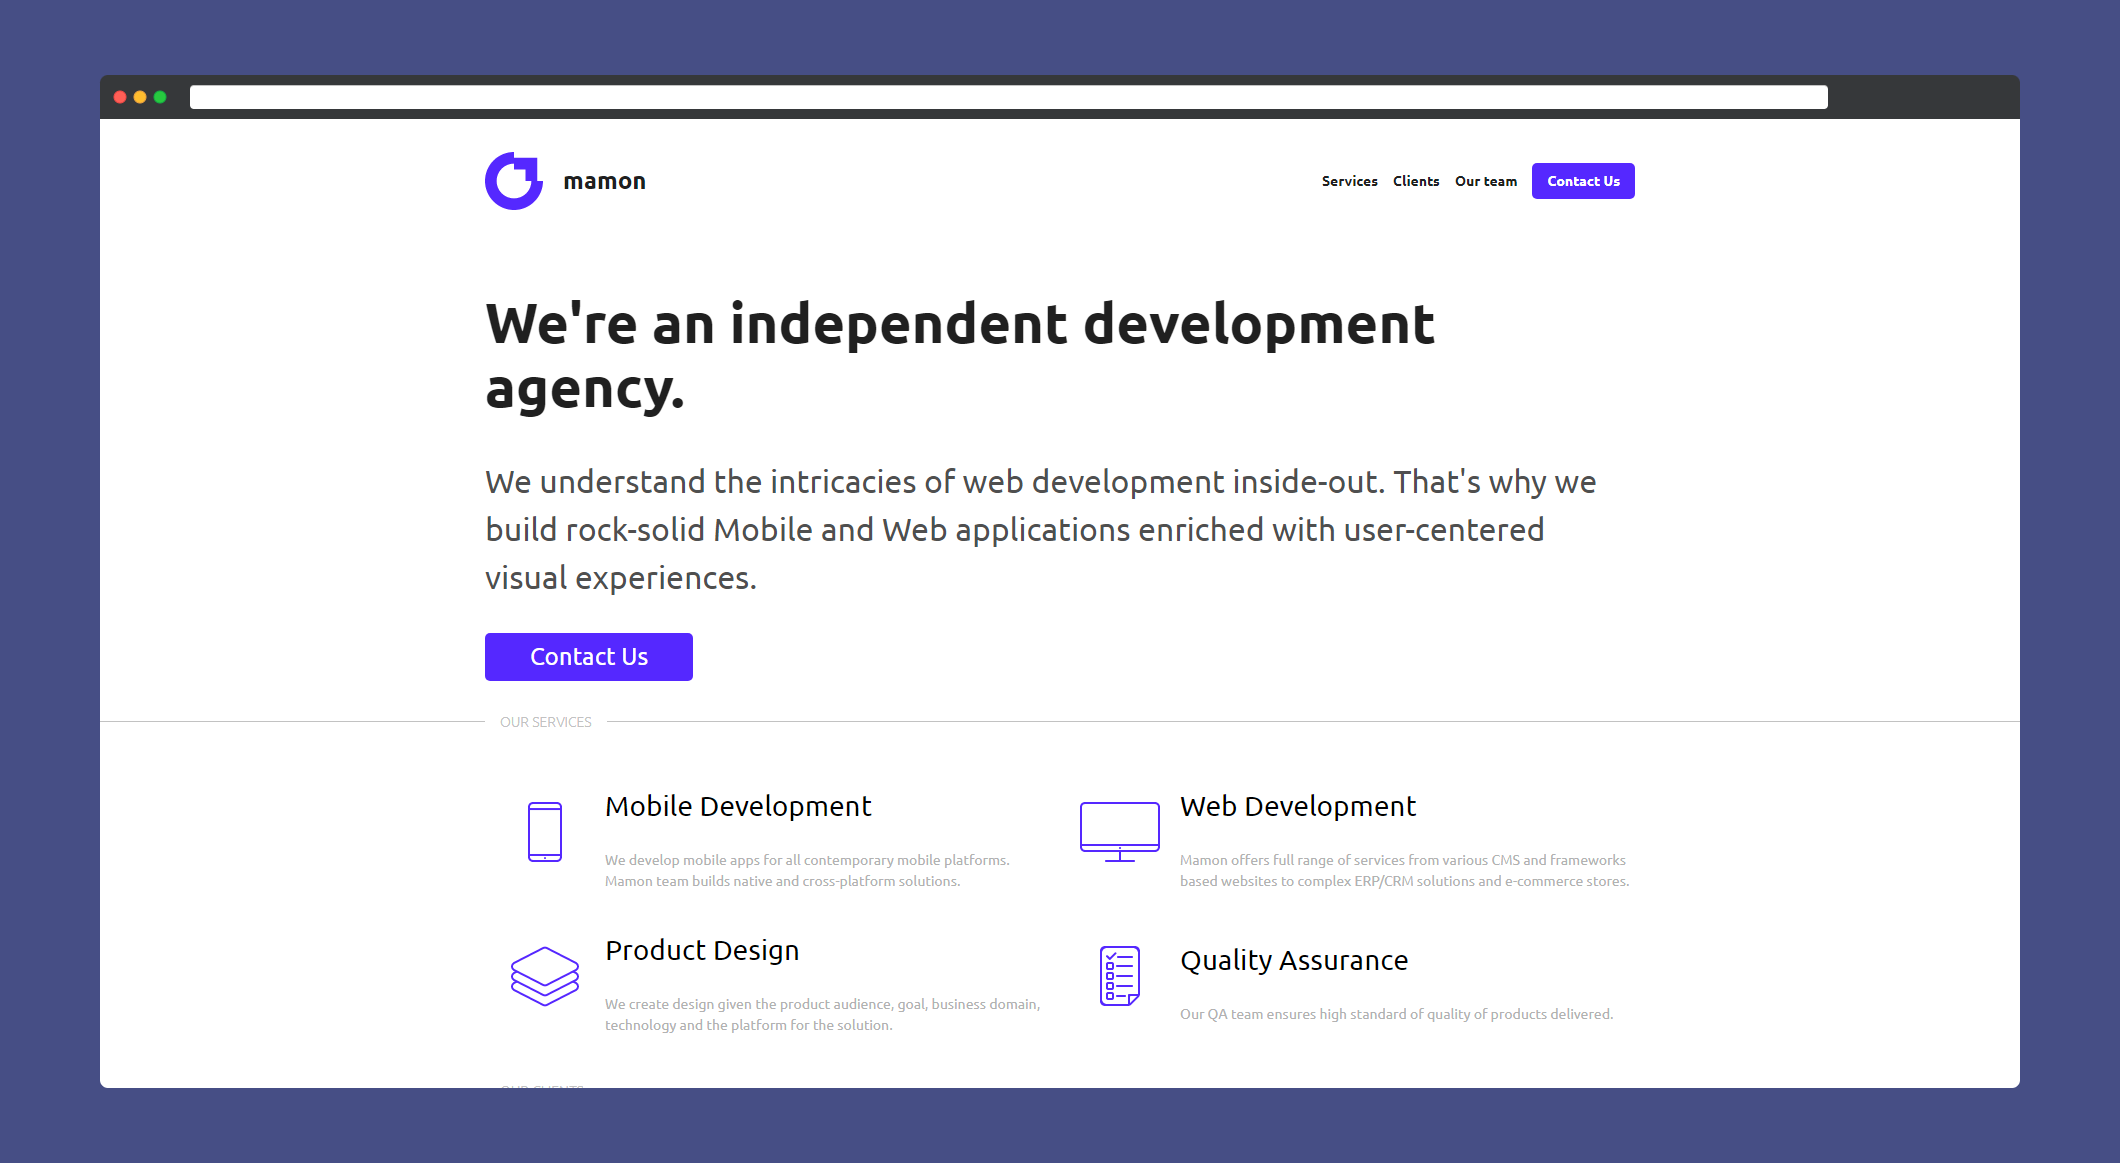 mamon
Services Clients Our team Contact Us
We're an independent development
agency.
We understand the intricacies of web development inside-out. That's why we
build rock-solid Mobile and Web applications enriched with user-centered
visual experiences.
Contact Us
OUR SERVICES
Mobile Development
We develop mobile apps for all contemporary mobile platforms.
Mamon team builds native and cross-platform solutions.
Web Development
Mamon offers full range of services from various CMS and frameworks
based websites to complex ERP/CRM solutions and e-commerce stores.
Product Design
We create design given the product audience, goal, business domain,
technology and the platform for the solution.
Quality Assurance
Our QA team ensures high standard of quality of products delivered.
OUR CLIENTS